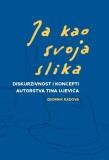 Ja kao
svoja
slika
DISKURZIVNOST I KONCEPTI
AUTORSTVA TINA UJEVIĆA
ZBORNIK RADOVA